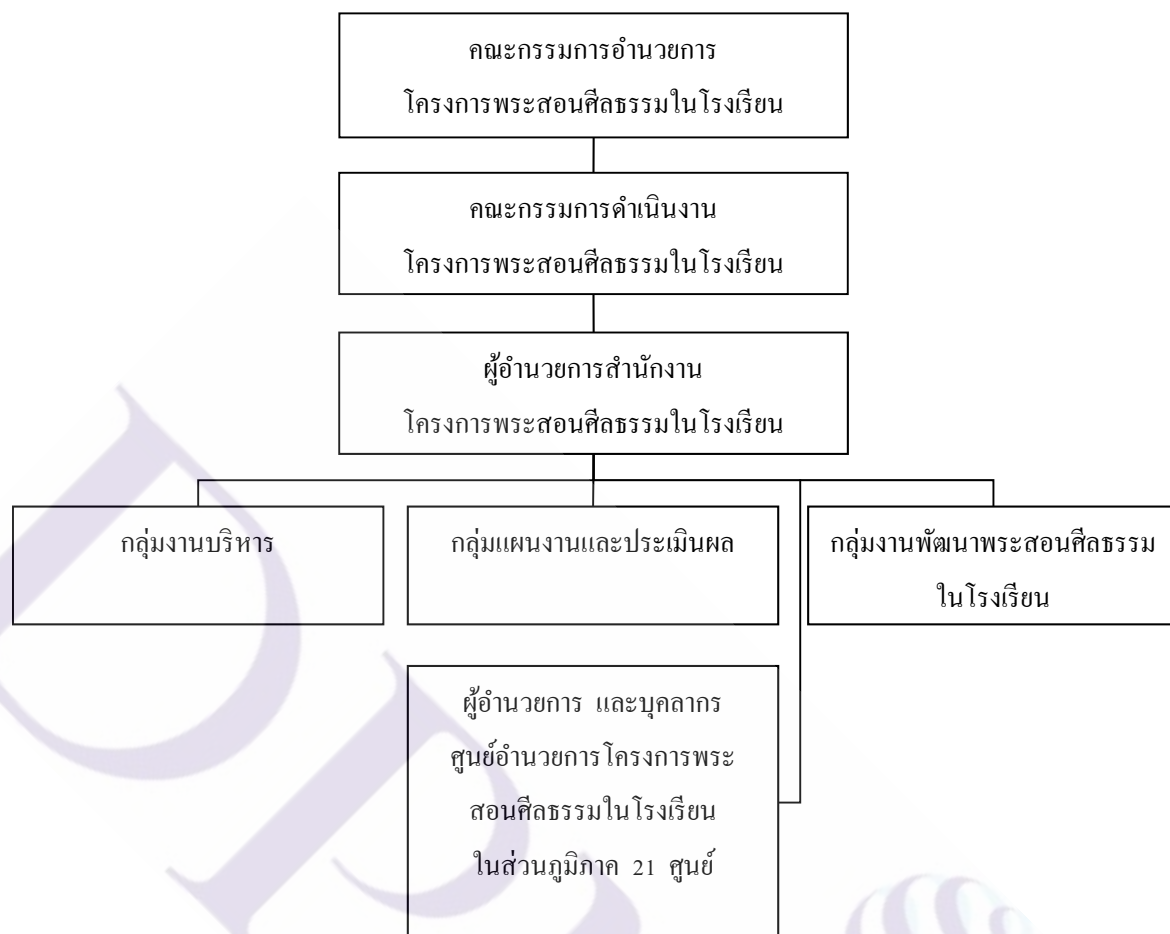 คณะกรรมการอำนวยการ
โครงการพระสอนศีลธรรมในโรงเรียน
คณะกรรมการดำเนินงาน
โครงการพระสอนศีลธรรมในโรงเรียน
ผู้อำนวยการสำนักงาน
โครงการพระสอนศีลธรรมในโรงเรียน
กลุ่มงานบริหาร
กลุ่มแผนงานและประเมินผล
กลุ่มงานพัฒนาพระสอนศีลธรรม
ในโรงเรียน
ผู้อำนวยการ และบุคลากร
ศูนย์อำนวยการโครงการพระ
สอนศีลธรรมในโรงเรียน
ในส่วนภูมิภาค 21 ศูนย์